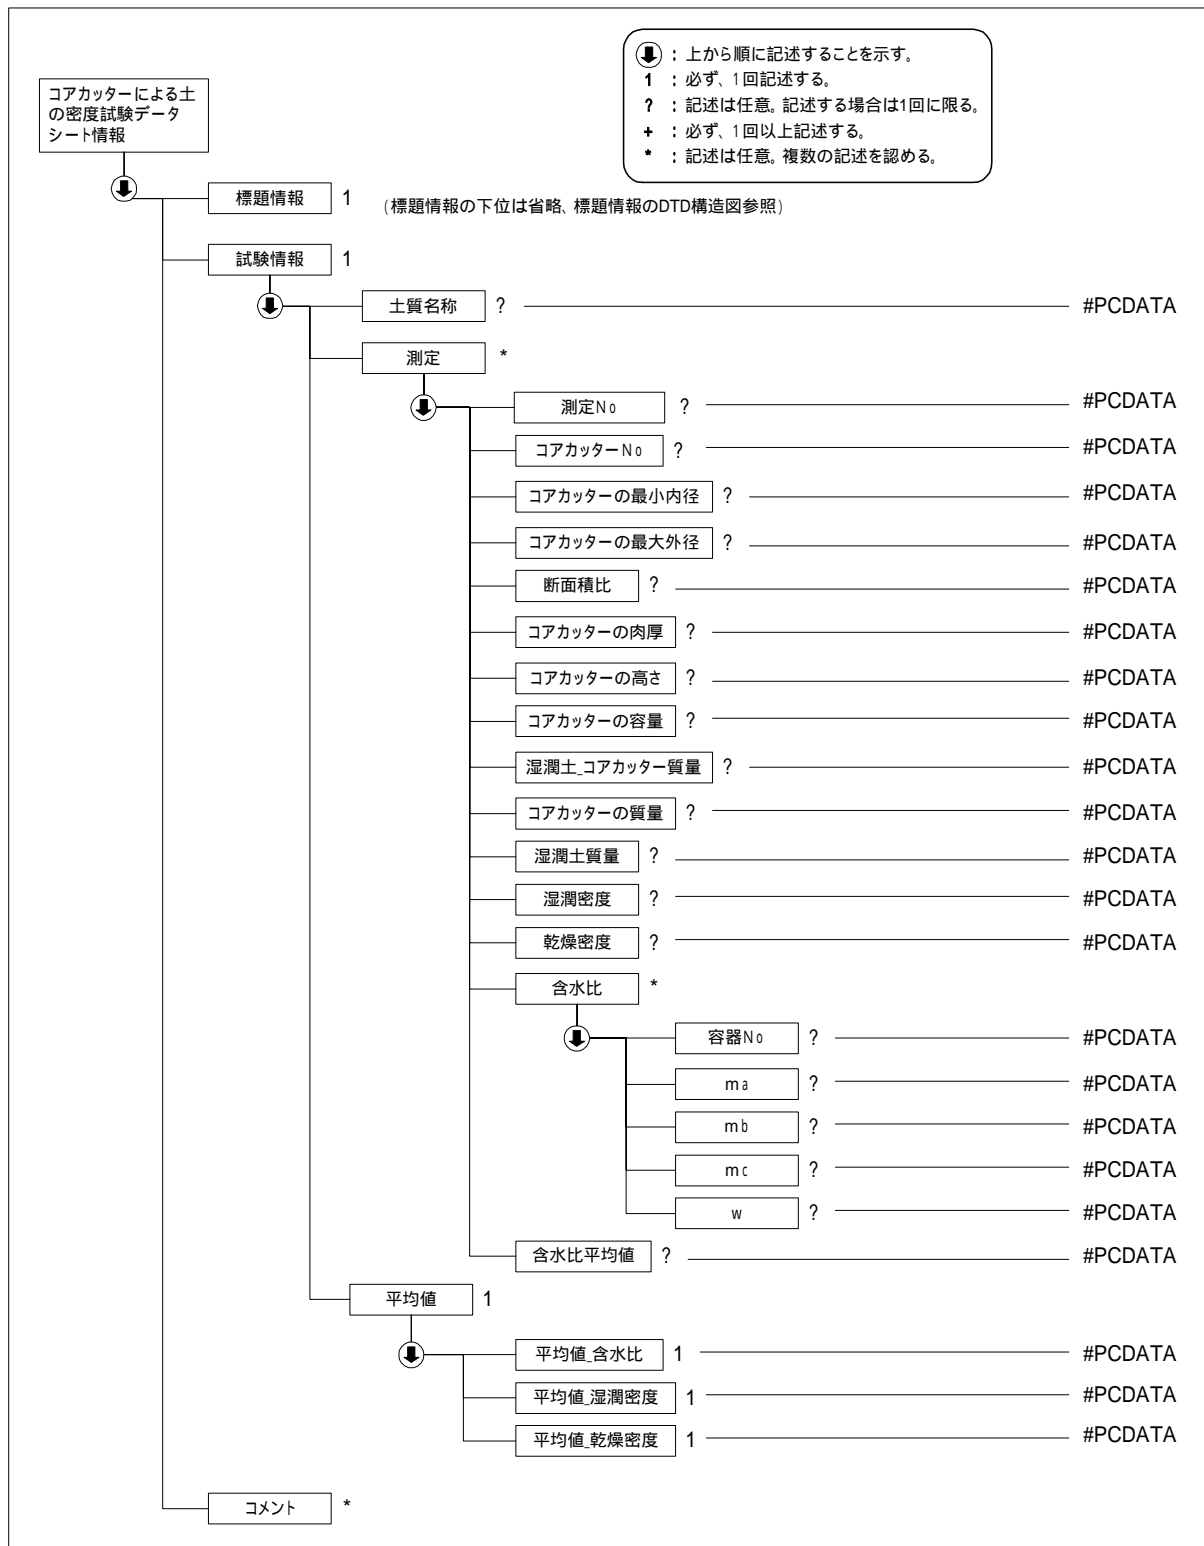 : 上から順に記述することを示す。
1 : 必ず、1回記述する。
? : 記述は任意。記述する場合は1回に限る。
+ : 必ず、1回以上記述する。
* : 記述は任意。複数の記述を認める。
コアカッターによる土
の密度試験データ
シート情報
標題情報 1 (標題情報の下位は省略、標題情報のDTD構造図参照)
試験情報 1
土質名称 ? #PCDATA
測定 *
測定No ? #PCDATA
コアカッターNo ? #PCDATA
コアカッターの最小内径 ? #PCDATA
コアカッターの最大外径 ? #PCDATA
断面積比 ? #PCDATA
コアカッターの肉厚 ? #PCDATA
コアカッターの高さ ? #PCDATA
コアカッターの容量 ? #PCDATA
湿潤土_コアカッター質量 ? #PCDATA
コアカッターの質量 ? #PCDATA
湿潤土質量 ? #PCDATA
湿潤密度 ? #PCDATA
乾燥密度 ? #PCDATA
含水比 *
容器No ? #PCDATA
ma ? #PCDATA
mb ? #PCDATA
mc ? #PCDATA
w ? #PCDATA
含水比平均値 ? #PCDATA
平均値 1
平均値_含水比 1 #PCDATA
平均値_湿潤密度 1 #PCDATA
平均値_乾燥密度 1 #PCDATA
コメント *